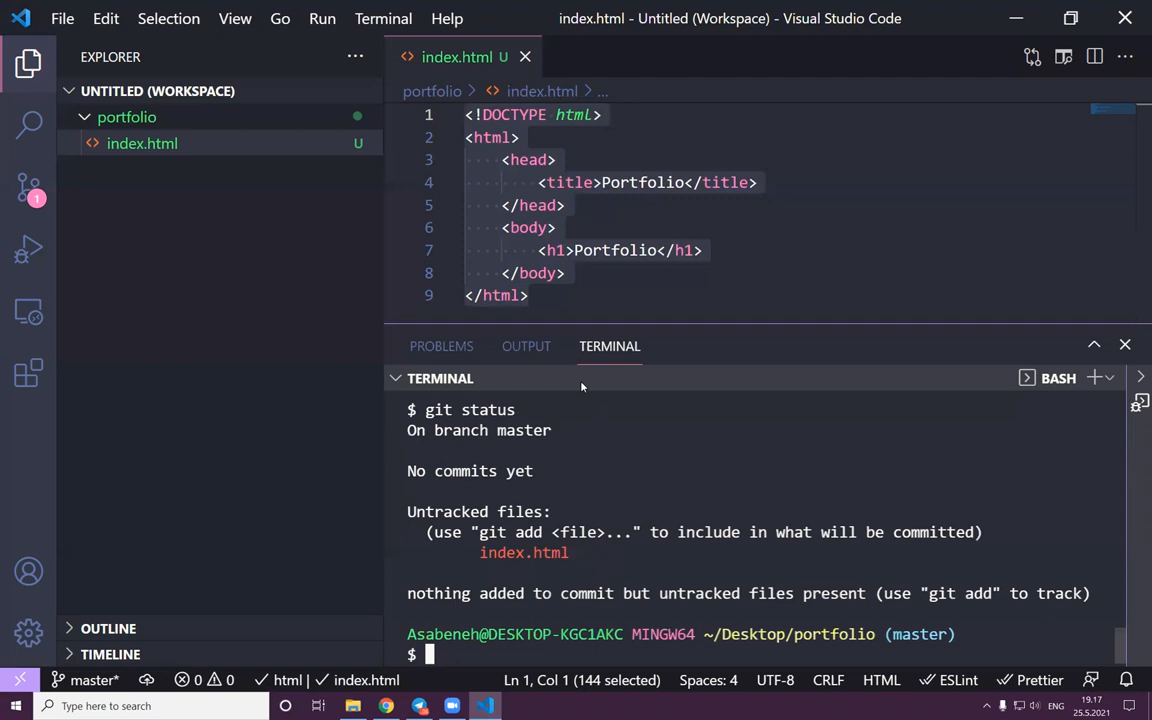 File Edit Selection View Go Run Terminal Help index.html - Untitled (Workspace) - Visual Studio Code
EXPLORER
UNTITLED (WORKSPACE)
portfolio
<> index.html U
OUTLINE
TIMELINE
<> index.html U
portfolio > <> index.html > ...
1 <!DOCTYPE html>
2 <html>
3 ····<head>
4 ········<title>Portfolio</title>
5 ····</head>
6 ····<body>
7 ········<h1>Portfolio</h1>
8 ····</body>
9 </html>
PROBLEMS OUTPUT TERMINAL
TERMINAL BASH
$ git status
On branch master
No commits yet
Untracked files:
(use "git add <file>..." to include in what will be committed)
index.html
nothing added to commit but untracked files present (use "git add" to track)
Asabeneh@DESKTOP-KGC1AKC MINGW64 ~/Desktop/portfolio (master)
$
1
master* 0 0 html | index.html Ln 1, Col 1 (144 selected) Spaces: 4 UTF-8 CRLF HTML ESLint Prettier
Type here to search ENG 19.17
25.5.2021